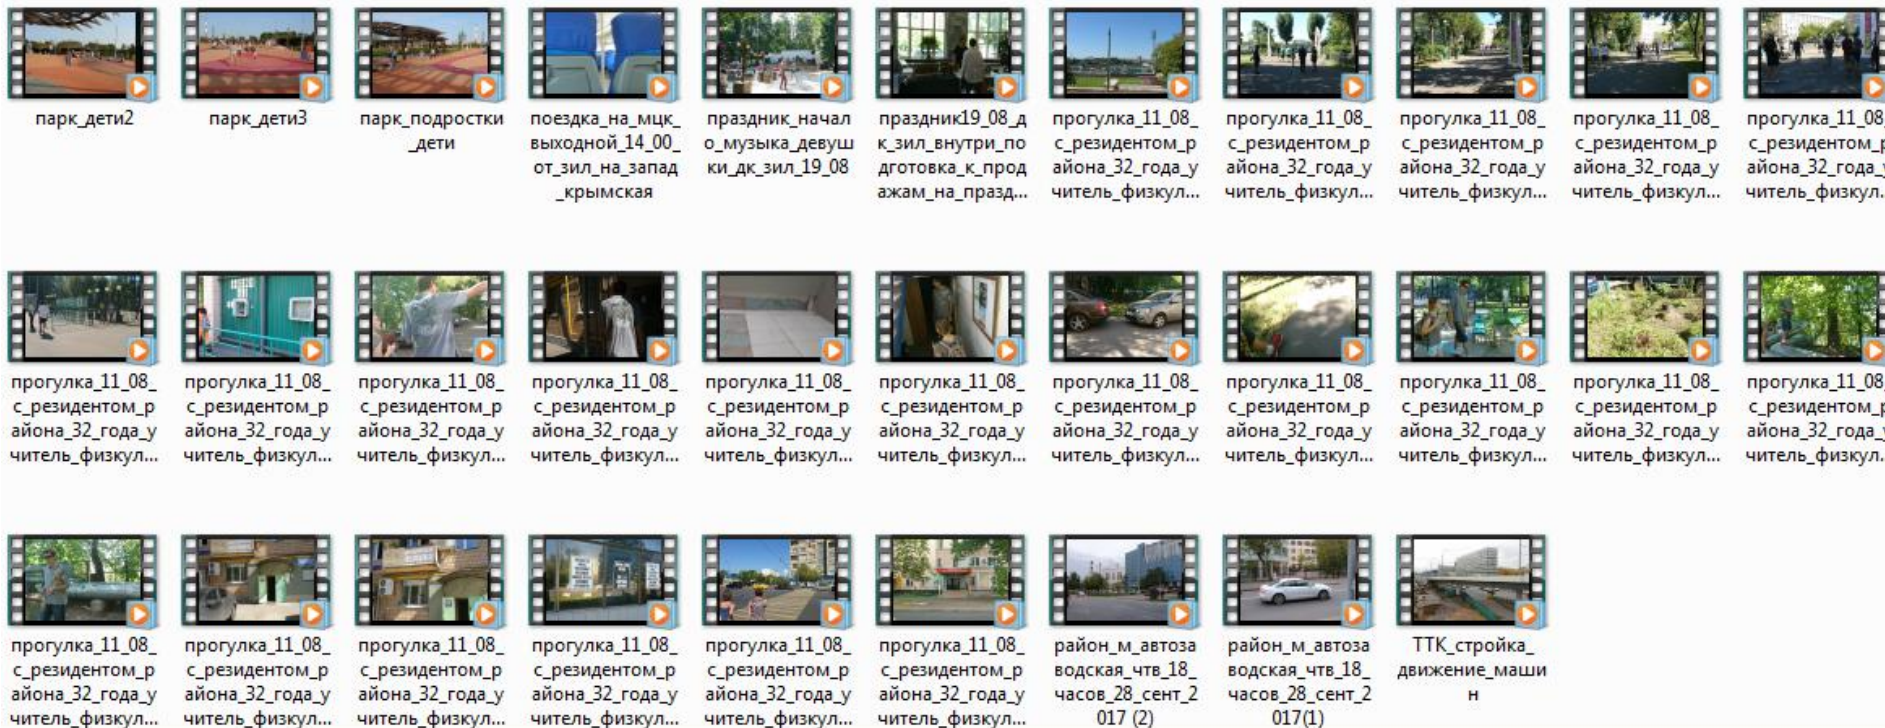 парк_дети2
парк_дети3
парк_подростки
_дети
поездка_на_мцк_
выходной_14_00_
от_зил_на_запад
_крымская
праздник_начал
о_музыка_девуш
ки_дк_зил_19_08
праздник19_08_д
к_зил_внутри_по
дготовка_к_прод
ажам_на_празд...
прогулка_11_08_
с_резидентом_р
айона_32_года_у
читель_физкул...
прогулка_11_08_
с_резидентом_р
айона_32_года_у
читель_физкул...
прогулка_11_08_
с_резидентом_р
айона_32_года_у
читель_физкул...
прогулка_11_08_
с_резидентом_р
айона_32_года_у
читель_физкул...
прогулка_11_08_
с_резидентом_р
айона_32_года_у
читель_физкул.
прогулка_11_08_
с_резидентом_р
айона_32_года_у
читель_физкул...
прогулка_11_08_
с_резидентом_р
айона_32_года_у
читель_физкул...
прогулка_11_08_
с_резидентом_р
айона_32_года_у
читель_физкул...
прогулка_11_08_
с_резидентом_р
айона_32_года_у
читель_физкул...
прогулка_11_08_
с_резидентом_р
айона_32_года_у
читель_физкул...
прогулка_11_08_
с_резидентом_р
айона_32_года_у
читель_физкул...
прогулка_11_08_
с_резидентом_р
айона_32_года_у
читель_физкул...
прогулка_11_08_
с_резидентом_р
айона_32_года_у
читель_физкул...
прогулка_11_08_
с_резидентом_р
айона_32_года_у
читель_физкул...
прогулка_11_08_
с_резидентом_р
айона_32_года_у
читель_физкул...
прогулка_11_08_
с_резидентом_р
айона_32_года_у
читель_физкул.
прогулка_11_08_
с_резидентом_р
айона_32_года_у
читель_физкул...
прогулка_11_08_
с_резидентом_р
айона_32_года_у
читель_физкул...
прогулка_11_08_
с_резидентом_р
айона_32_года_у
читель_физкул...
прогулка_11_08_
с_резидентом_р
айона_32_года_у
читель_физкул...
прогулка_11_08_
с_резидентом_р
айона_32_года_у
читель_физкул...
прогулка_11_08_
с_резидентом_р
айона_32_года_у
читель_физкул...
район_м_автоза
водская_чтв_18_
часов_28_сент_2
017 (2)
район_м_автоза
водская_чтв_18_
часов_28_сент_2
017(1)
ТТК_стройка_
движение_маши
н